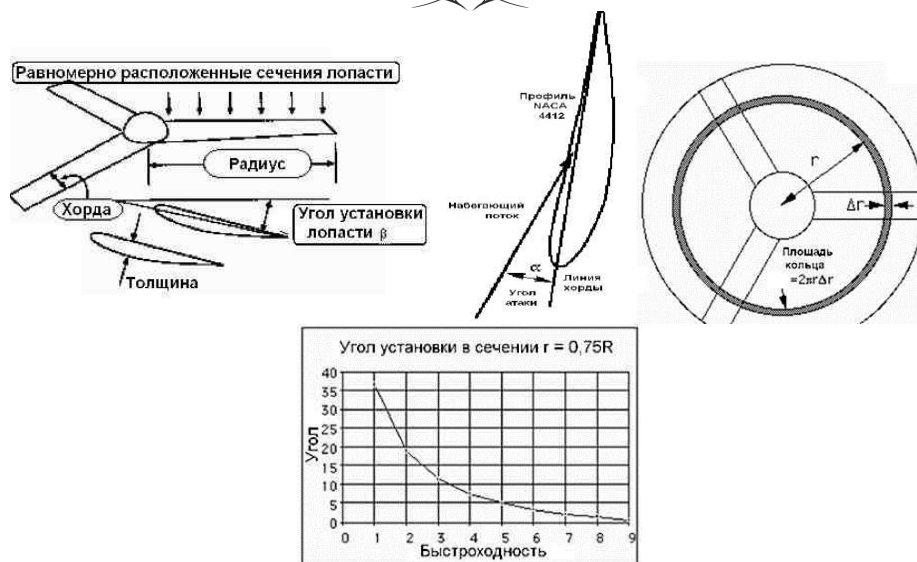 Равномерно расположенные сечения лопасти
Радиус
Хорда
Угол установки
лопасти β
Толщина
Профиль
NACA
4412
Набегающий
поток
α
Угол
атаки
Линия
хорды
r
Δr
Площадь
кольца
=2πrΔr
Угол установки в сечении r = 0,75R
Угол
40
35
30
25
20
15
10
5
0
0 1 2 3 4 5 6 7 8 9
Быстроходность